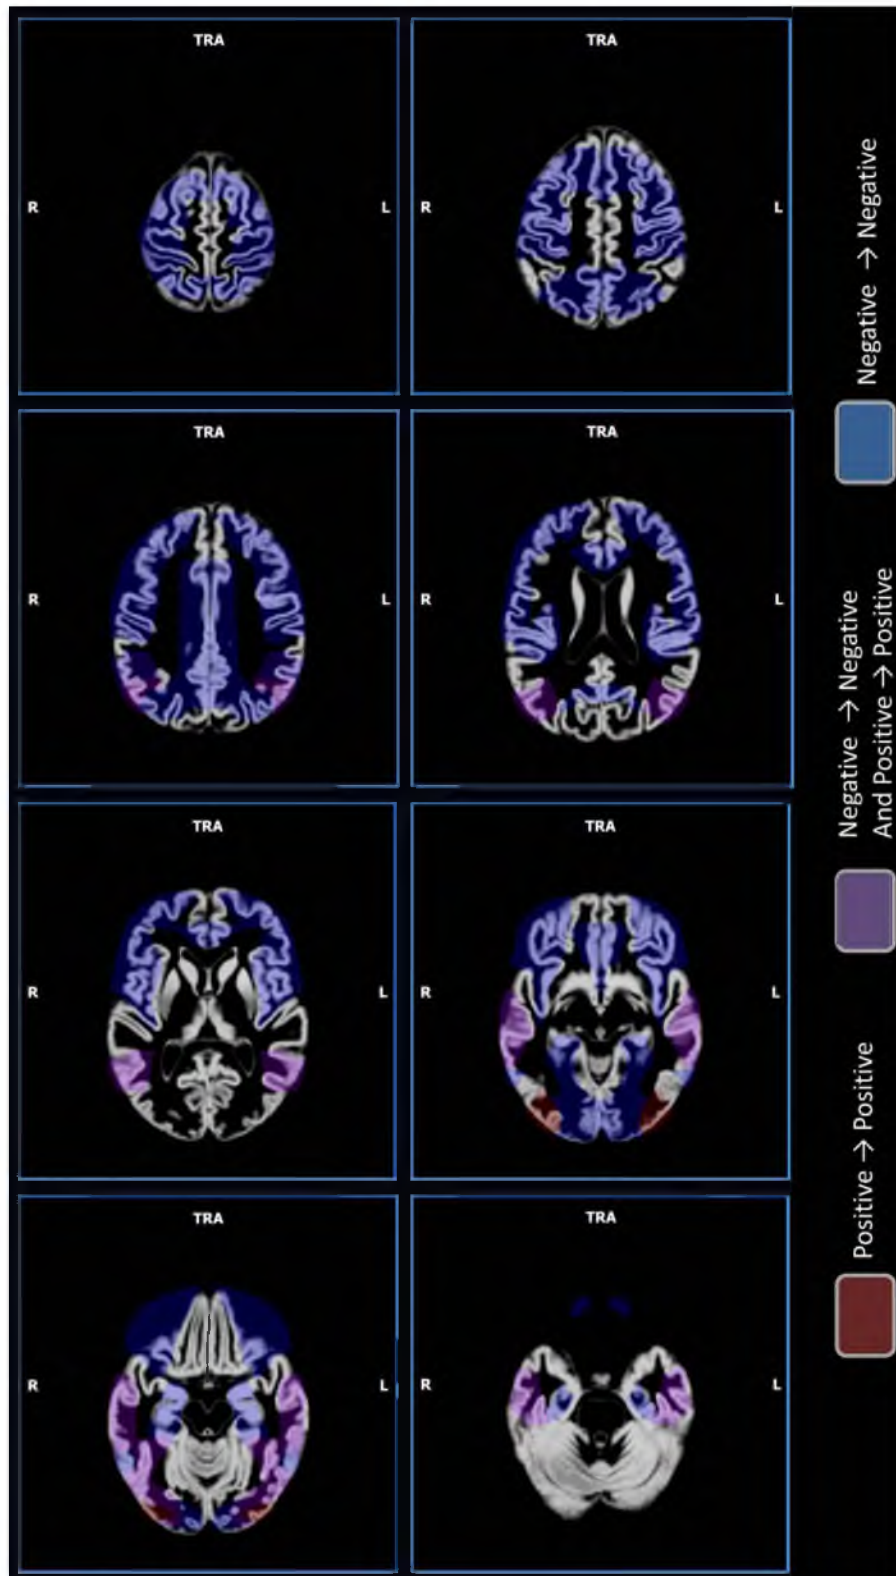 TRA
TRA
R
L
R
L
TRA
TRA
R
L
R
L
TRA
TRA
R
L
R
L
TRA
TRA
R
L
R
L
Positive → Positive
Negative → Negative
And Positive → Positive
Negative → Negative